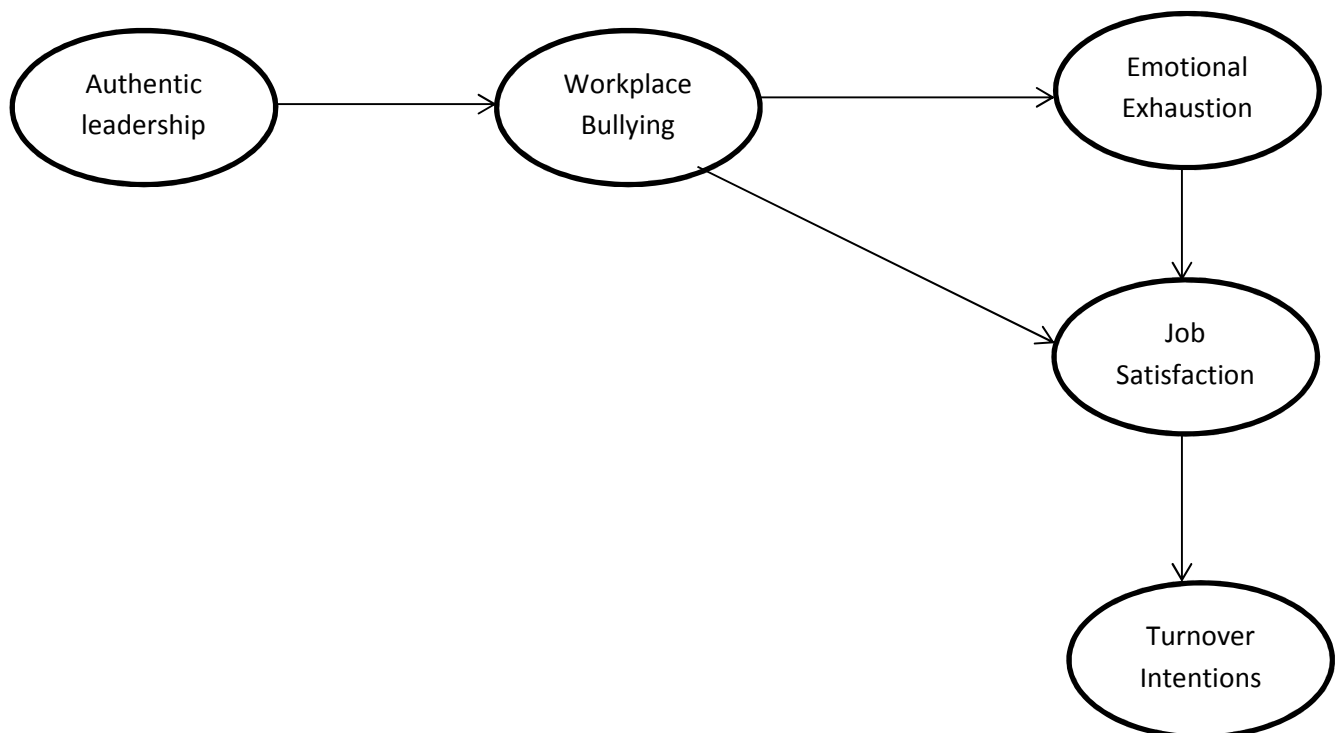 Authentic
leadership
Workplace
Bullying
Emotional
Exhaustion
Job
Satisfaction
Turnover
Intentions